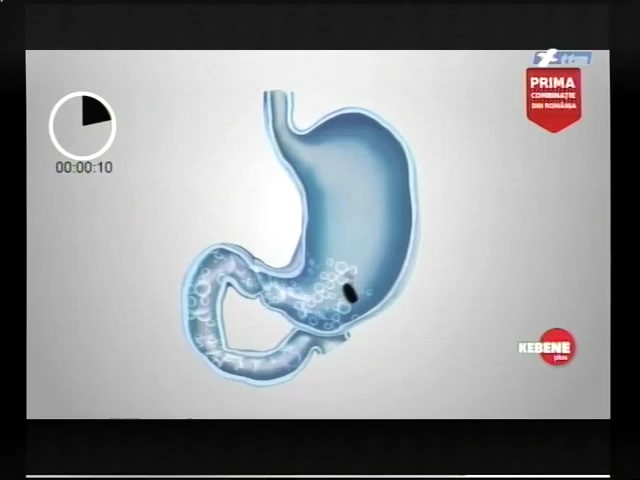 PRIMA
COMBINAȚIE
DIN ROMÂNIA
00:00:10
KEBENE
plus